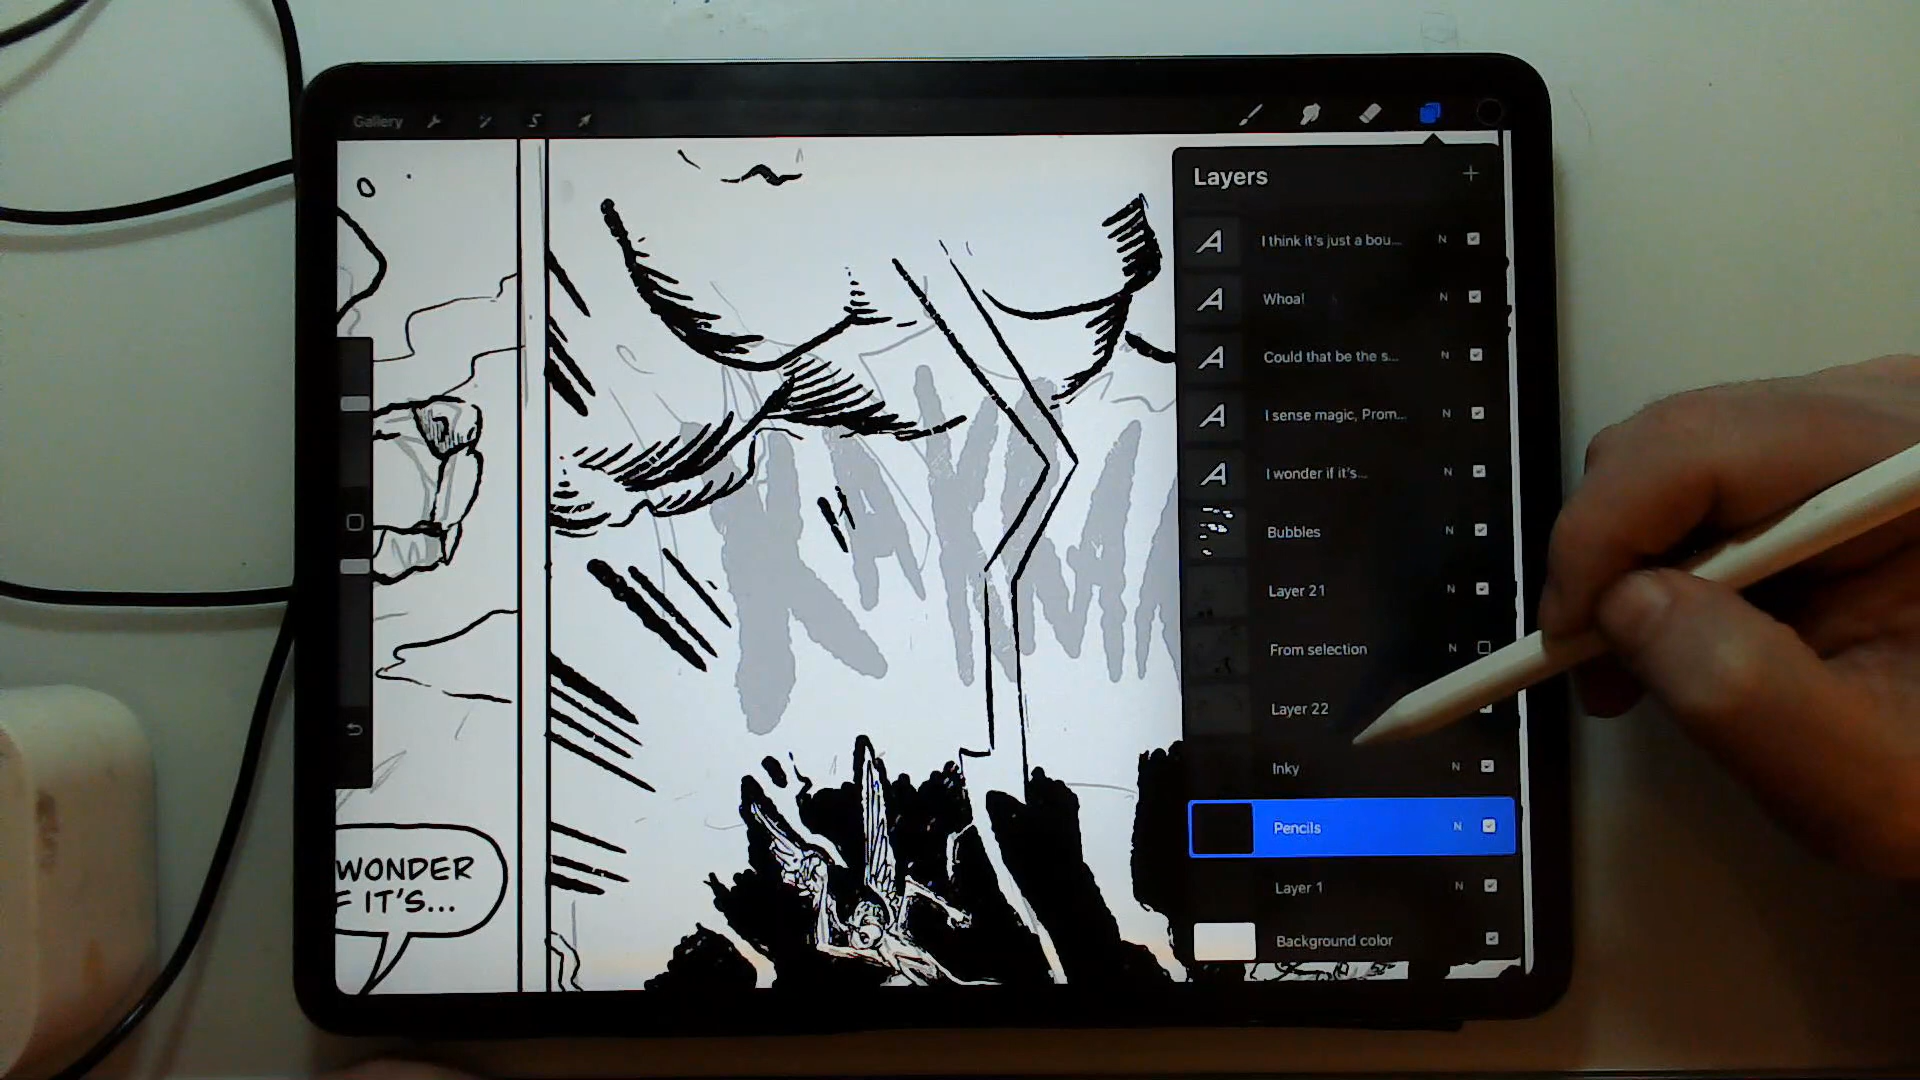 Gallery
Layers
I think it's just a bou... N
Whoa! N
Could that be the s... N
I sense magic, Prom... N
I wonder if it's... N
Bubbles N
Layer 21 N
From selection N
Layer 22
Inky N
Pencils N
Layer 1 N
Background color
WONDER
F IT'S...